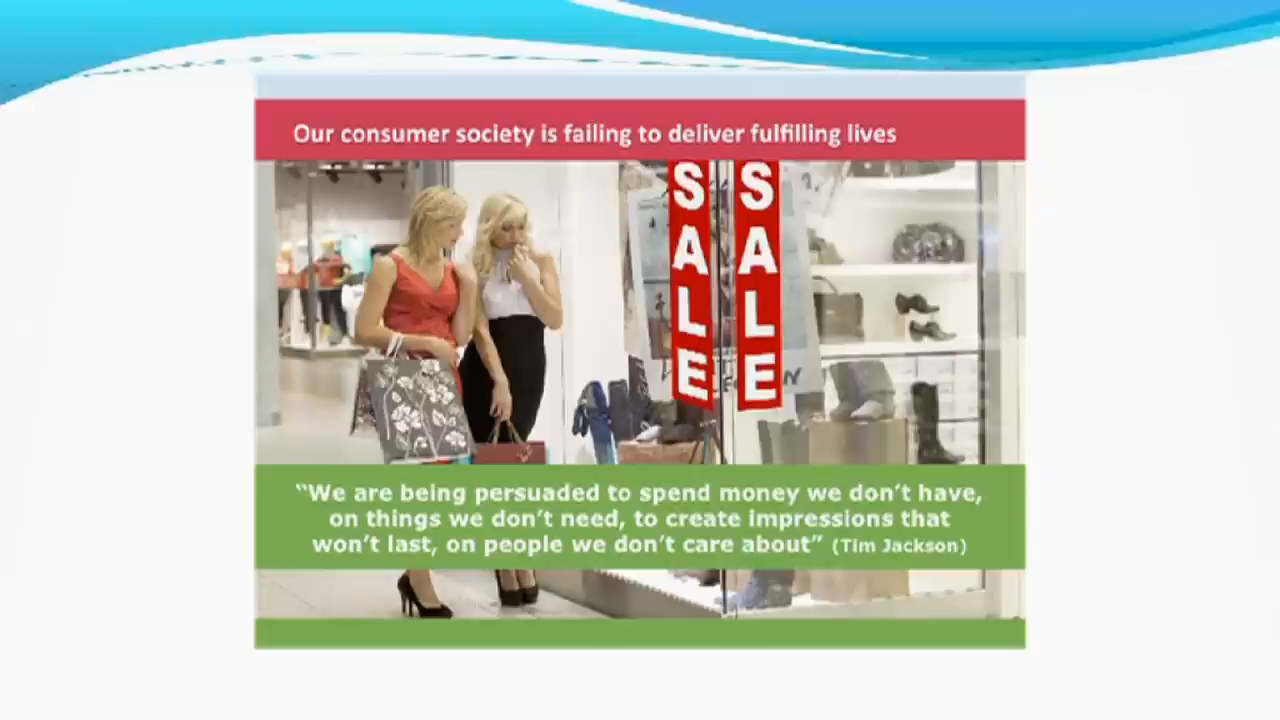 Our consumer society is failing to deliver fulfilling lives
SALE
SALE
“We are being persuaded to spend money we don’t have,
on things we don’t need, to create impressions that
won’t last, on people we don’t care about” (Tim Jackson)